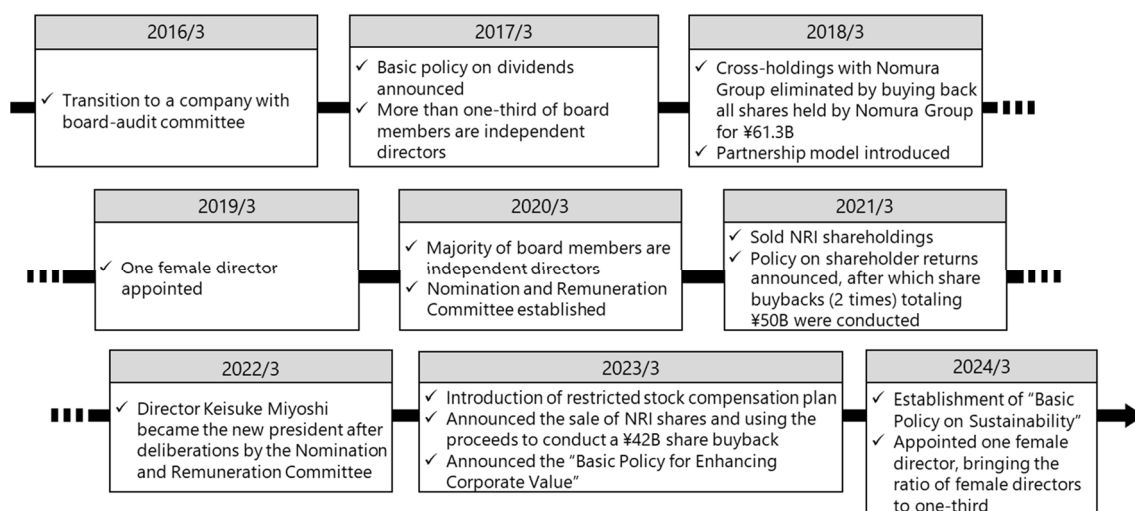 2016/3
✓ Transition to a company with
board-audit committee
2017/3
✓ Basic policy on dividends
announced
✓ More than one-third of board
members are independent
directors
2018/3
✓ Cross-holdings with Nomura
Group eliminated by buying back
all shares held by Nomura Group
for ¥61.3B
✓ Partnership model introduced
2019/3
✓ One female director
appointed
2020/3
✓ Majority of board members are
independent directors
✓ Nomination and Remuneration
Committee established
2021/3
✓ Sold NRI shareholdings
✓ Policy on shareholder returns
announced, after which share
buybacks (2 times) totaling
¥50B were conducted
2022/3
✓ Director Keisuke Miyoshi
became the new president after
deliberations by the Nomination
and Remuneration Committee
2023/3
✓ Introduction of restricted stock compensation plan
✓ Announced the sale of NRI shares and using the
proceeds to conduct a ¥42B share buyback
✓ Announced the “Basic Policy for Enhancing
Corporate Value”
2024/3
✓ Establishment of “Basic
Policy on Sustainability”
✓ Appointed one female
director, bringing the
ratio of female directors
to one-third